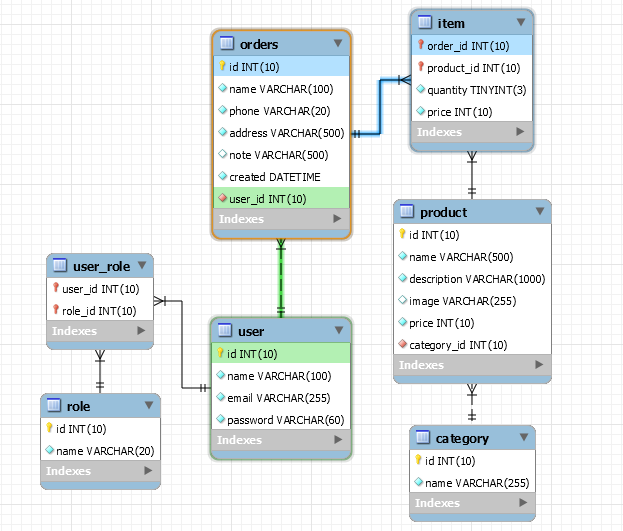 orders
id INT(10)
name VARCHAR(100)
phone VARCHAR(20)
address VARCHAR(500)
note VARCHAR(500)
created DATETIME
user_id INT(10)
Indexes
item
order_id INT(10)
product_id INT(10)
quantity TINYINT(3)
price INT(10)
Indexes
product
id INT(10)
name VARCHAR(500)
description VARCHAR(1000)
image VARCHAR(255)
price INT(10)
category_id INT(10)
Indexes
user_role
user_id INT(10)
role_id INT(10)
Indexes
user
id INT(10)
name VARCHAR(100)
email VARCHAR(255)
password VARCHAR(60)
Indexes
role
id INT(10)
name VARCHAR(20)
Indexes
category
id INT(10)
name VARCHAR(255)
Indexes